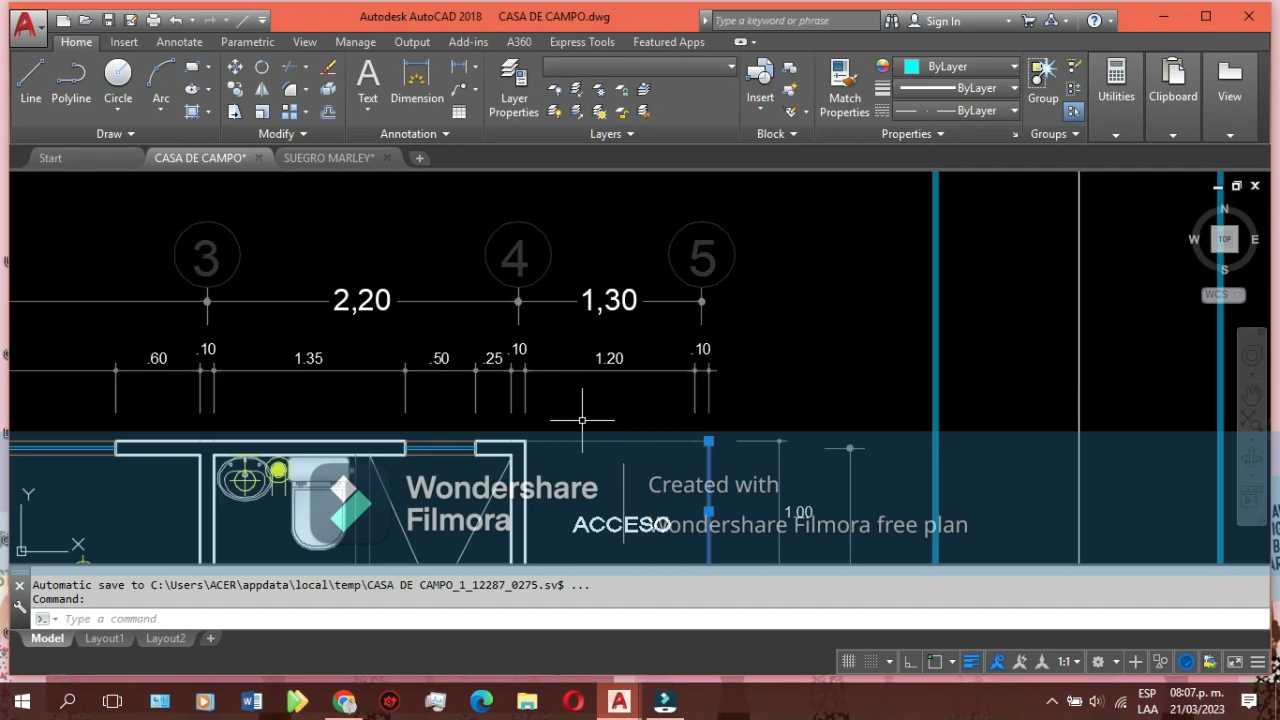 Autodesk AutoCAD 2018 CASA DE CAMPO.dwg
Type a keyword or phrase
Sign In
Home Insert Annotate Parametric View Manage Output Add-ins A360 Express Tools Featured Apps
ByLayer
ByLayer
ByLayer
Line Polyline Circle Arc
Text Dimension
Layer Properties
Insert
Match Properties
Group
Utilities Clipboard View
Draw Modify Annotation Layers Block Properties Groups
Start CASA DE CAMPO* SUEGRO MARLEY*
N
W TOP E
S
WCS
3 4 5
2,20 1,30
.60 .10 1.35 .50 .25 .10 1.20 .10
Wondershare
Filmora
Created with
Wondershare Filmora free plan
1.00
ACCESO
Y
X
Automatic save to C:\Users\ACER\appdata\local\temp\CASA DE CAMPO_1_12287_0275.sv$ ...
Command:
Type a command
Model Layout1 Layout2
1:1
ESP 08:07 p. m.
LAA 21/03/2023